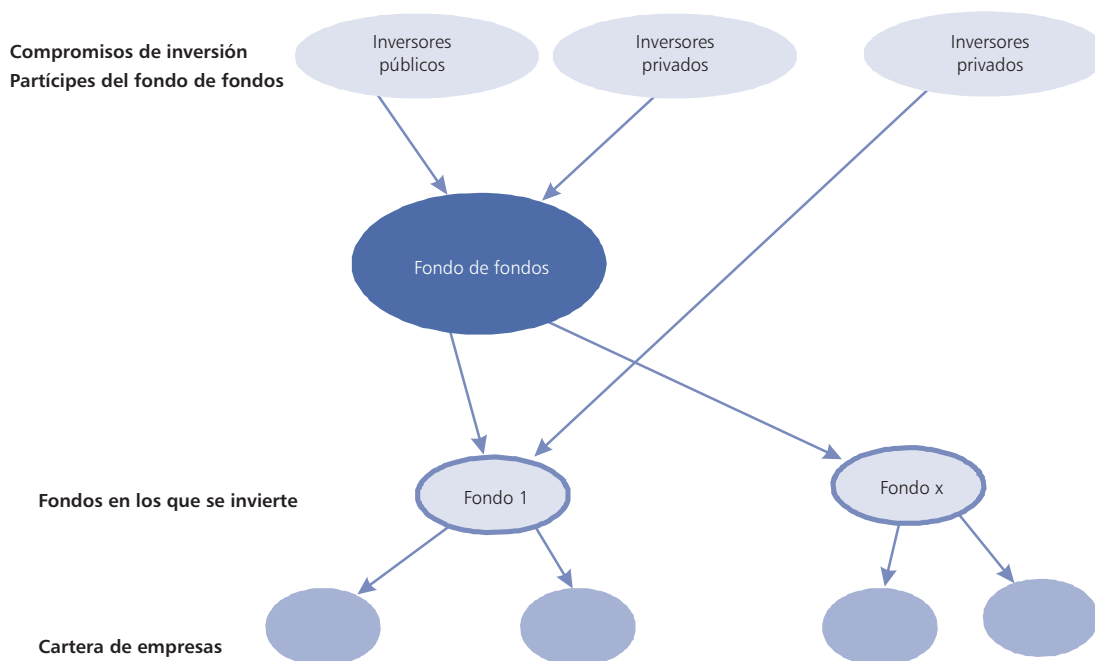 Compromisos de inversión
Partícipes del fondo de fondos
Inversores
públicos
Inversores
privados
Inversores
privados
Fondo de fondos
Fondos en los que se invierte
Fondo 1
Fondo x
Cartera de empresas